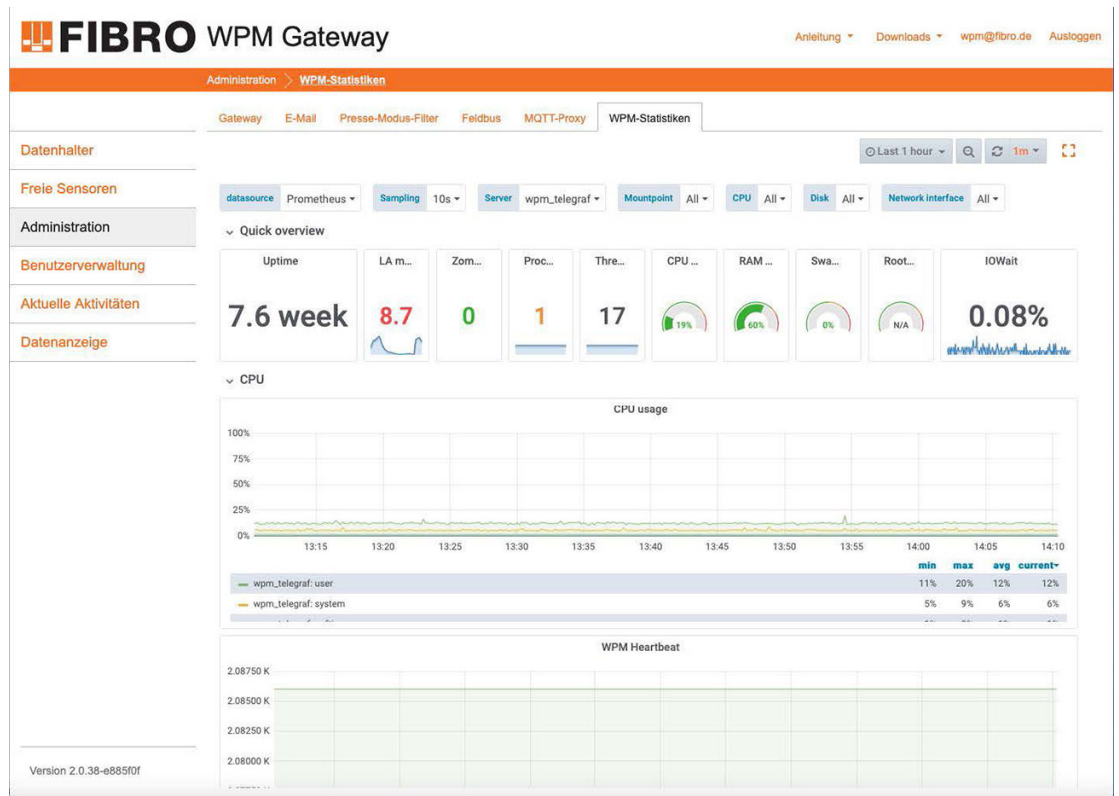 FIBRO WPM Gateway
Anleitung Downloads wpm@fibro.de Ausloggen
Administration WPM-Statistiken
Gateway E-Mail Presse-Modus-Filter Feldbus MQTT-Proxy WPM-Statistiken
Datenhalter
Freie Sensoren
Administration
Benutzerverwaltung
Aktuelle Aktivitäten
Datenanzeige
Last 1 hour 1m
datasource Prometheus Sampling 10s Server wpm_telegraf Mountpoint All CPU All Disk All Network interface All
Quick overview
Uptime LA m... Zom... Proc... Thre... CPU ... RAM ... Swa... Root... IOWait
7.6 week 8.7 0 1 17 19% 60% 0% N/A 0.08%
CPU
CPU usage
100%
75%
50%
25%
0%
13:15 13:20 13:25 13:30 13:35 13:40 13:45 13:50 13:55 14:00 14:05 14:10
min max avg current
wpm_telegraf: user 11% 20% 12% 12%
wpm_telegraf: system 5% 9% 6% 6%
WPM Heartbeat
2.08750 K
2.08500 K
2.08250 K
2.08000 K
Version 2.0.38-e885f0f